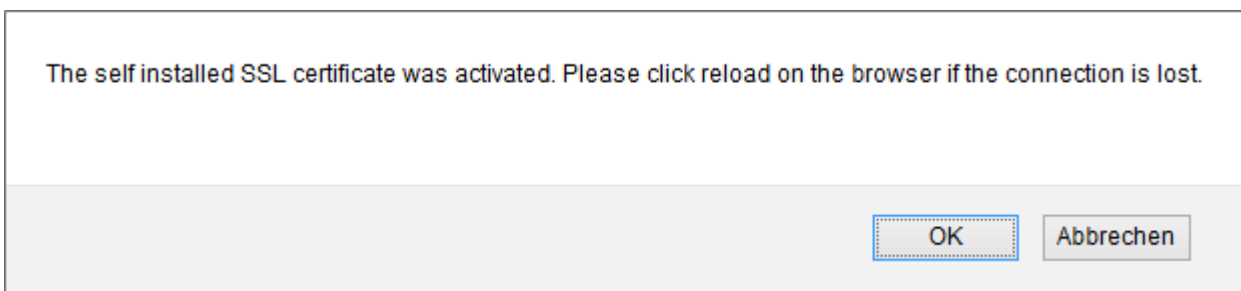 The self installed SSL certificate was activated. Please click reload on the browser if the connection is lost.
OK
Abbrechen